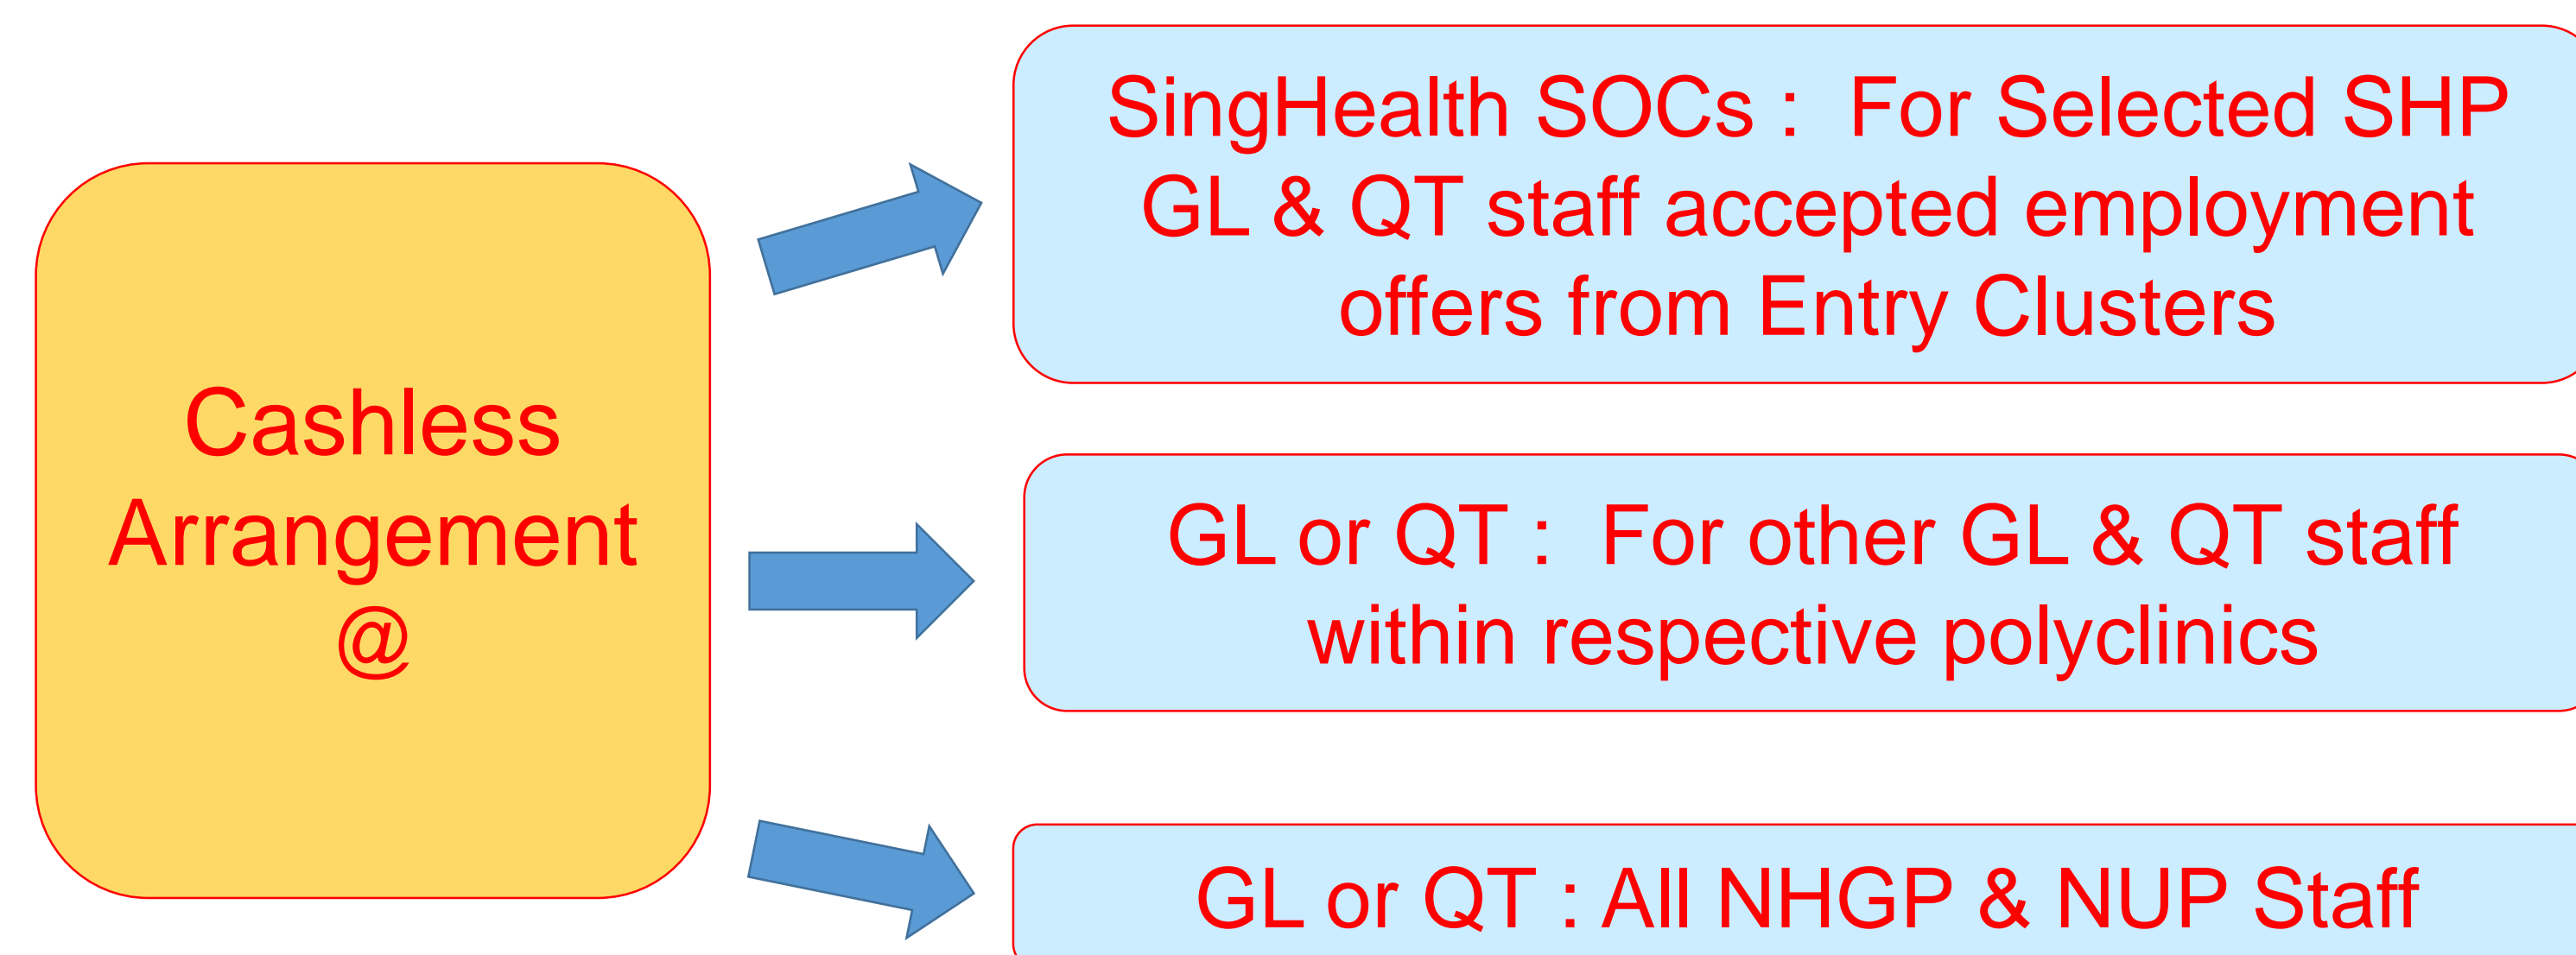 Cashless
Arrangement
@
SingHealth SOCs : For Selected SHP
GL & QT staff accepted employment
offers from Entry Clusters
GL or QT : For other GL & QT staff
within respective polyclinics
GL or QT : All NHGP & NUP Staff